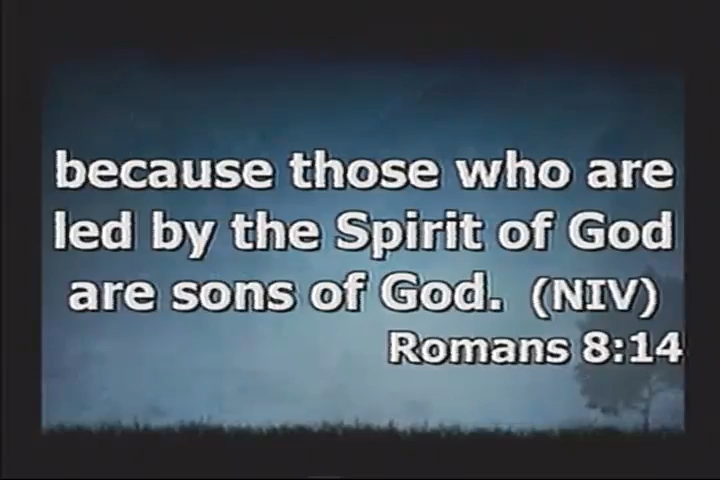 because those who are
led by the Spirit of God
are sons of God. (NIV)
Romans 8:14